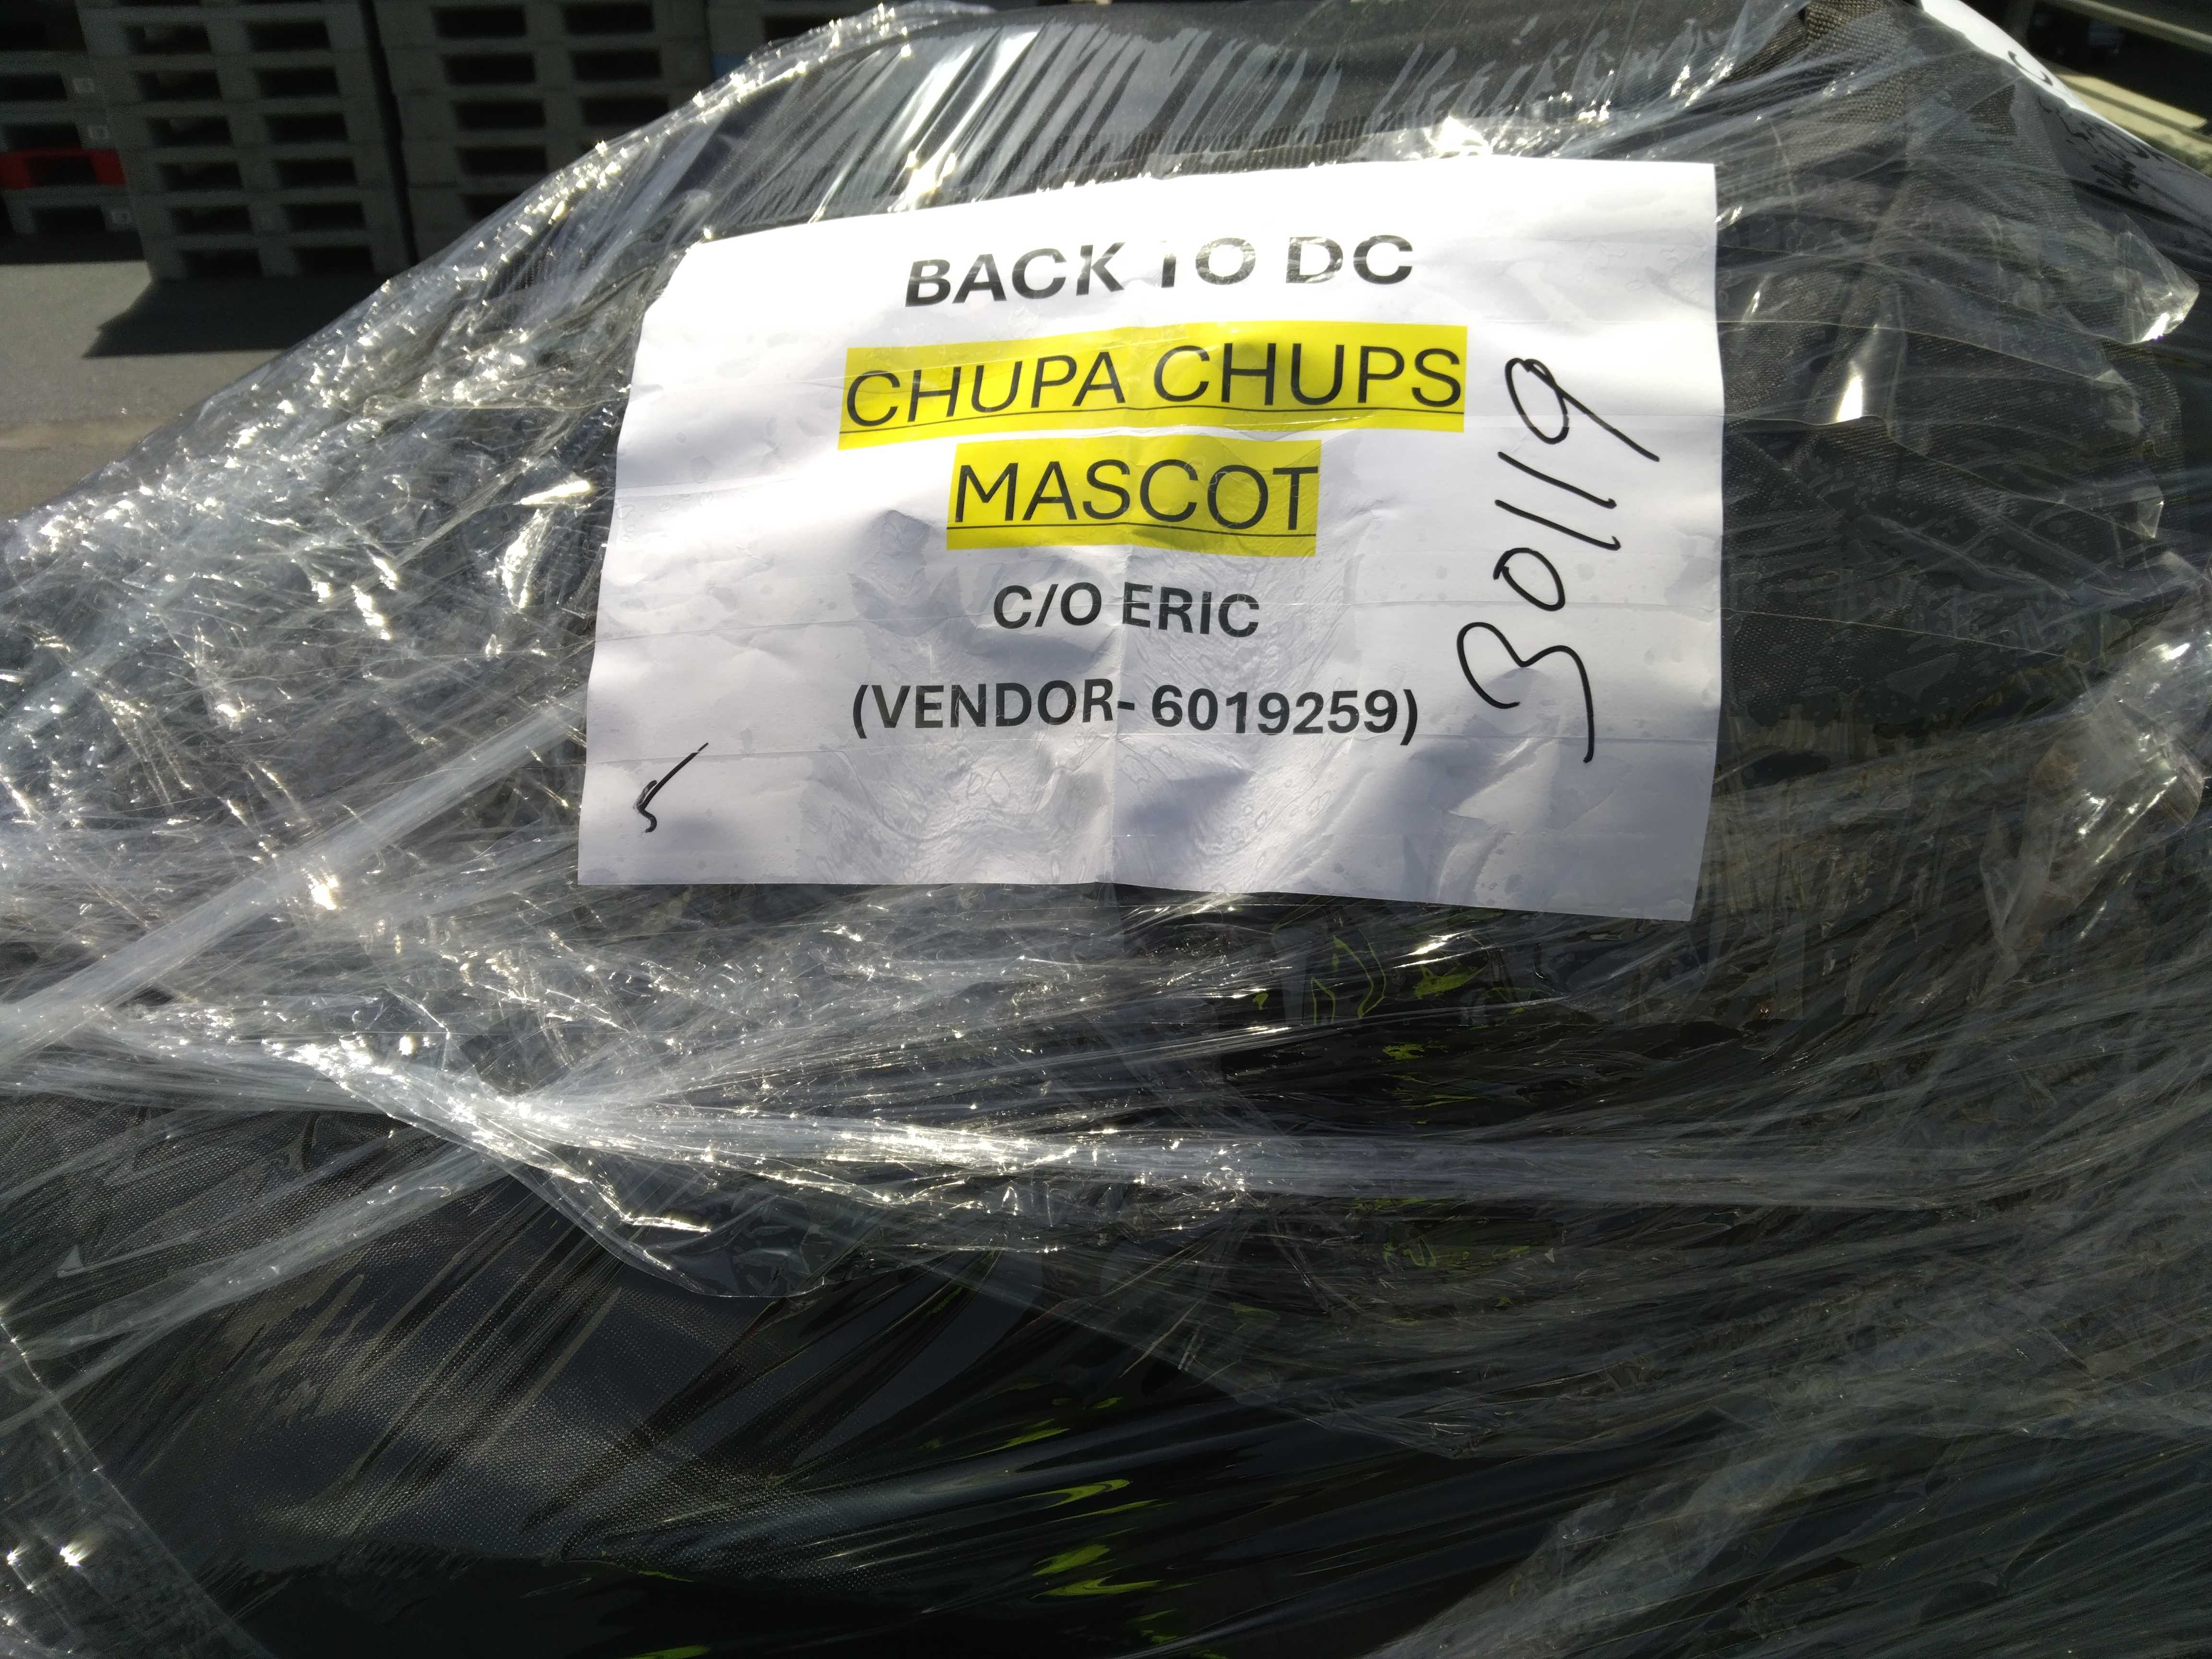 BACK TO DC
CHUPA CHUPS
MASCOT
C/O ERIC
(VENDOR- 6019259)
30119